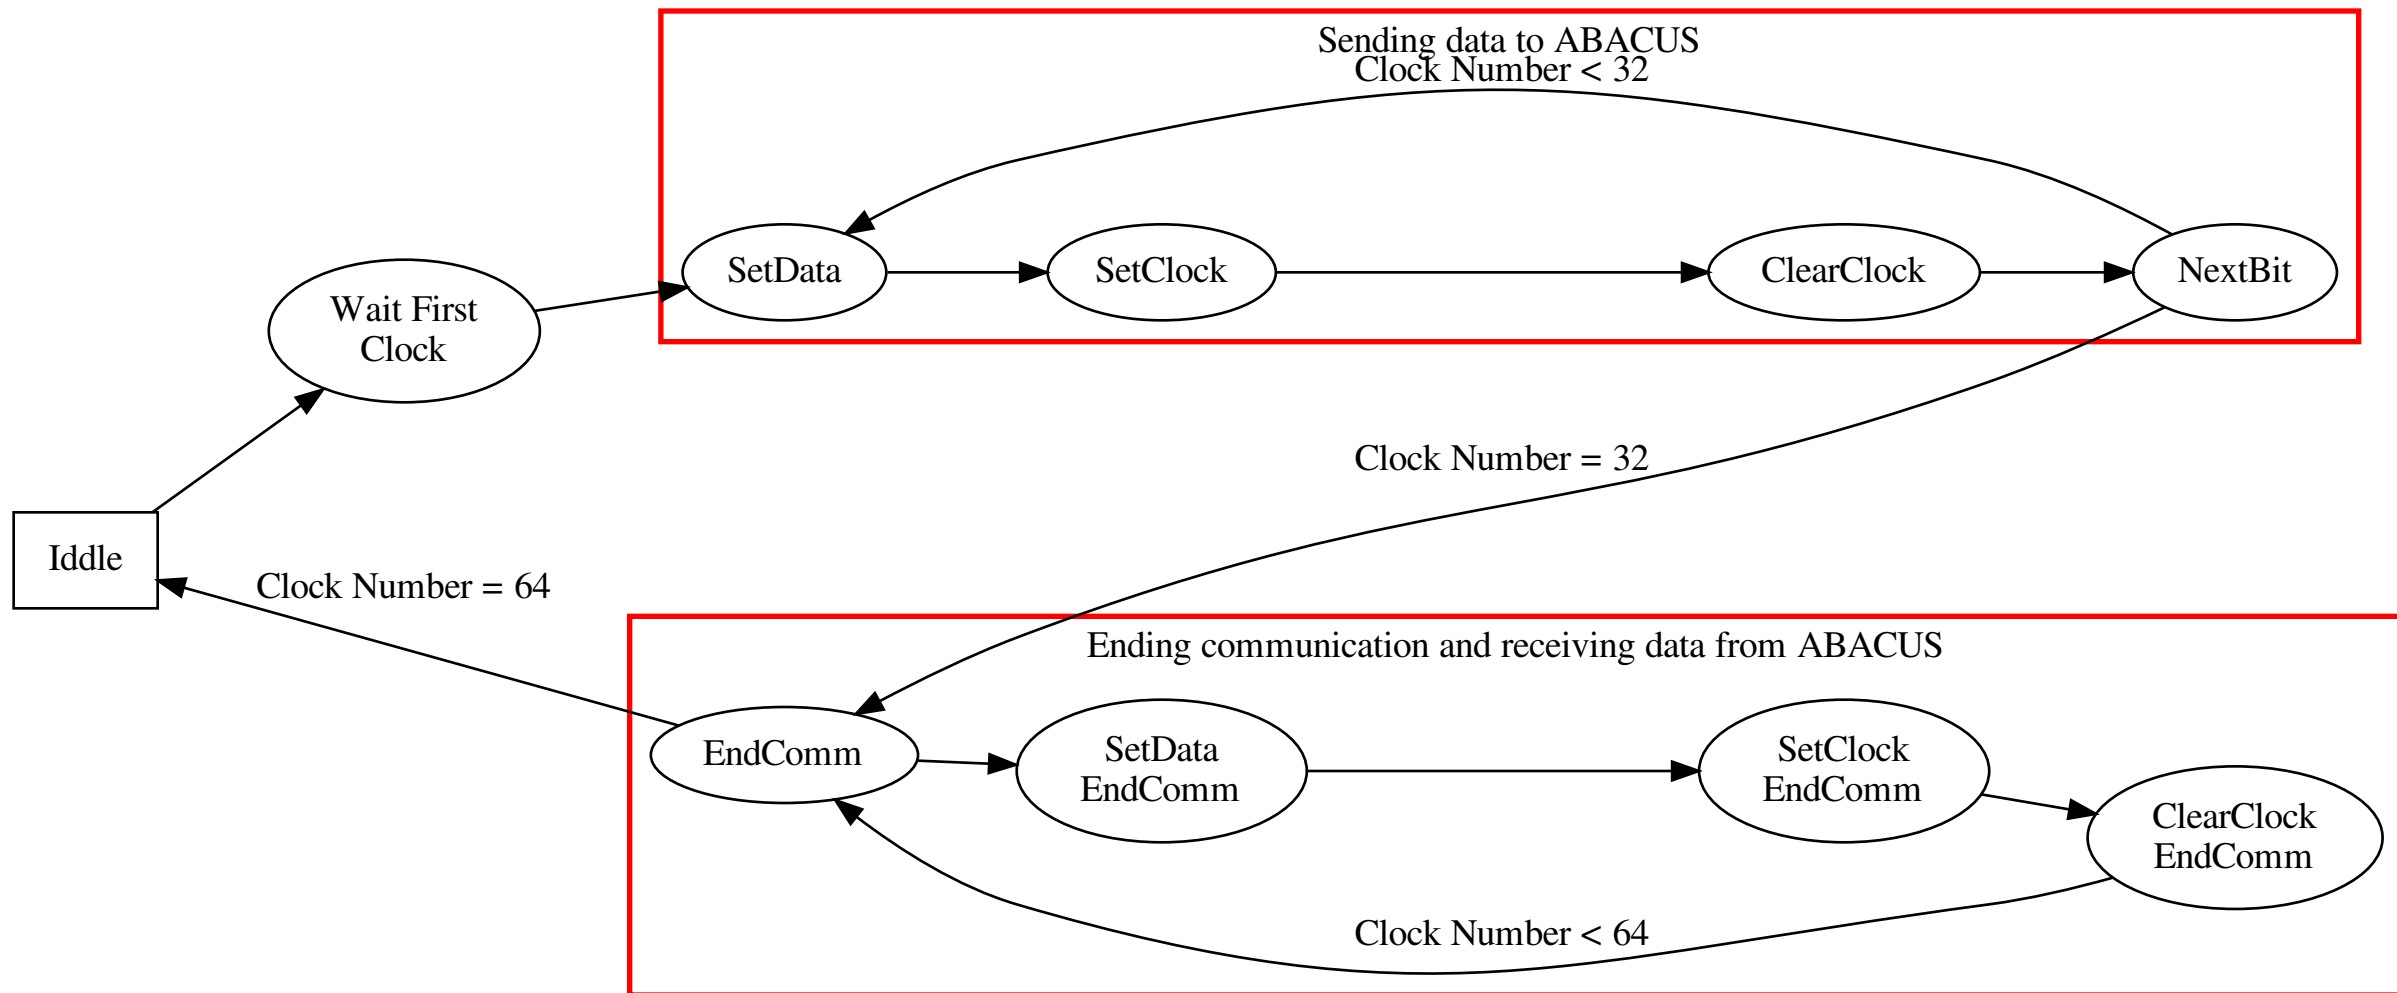 Sending data to ABACUS
Clock Number < 32
SetData
SetClock
ClearClock
NextBit
Wait First
Clock
Clock Number = 32
Iddle
Clock Number = 64
Ending communication and receiving data from ABACUS
EndComm
SetData
EndComm
SetClock
EndComm
ClearClock
EndComm
Clock Number < 64